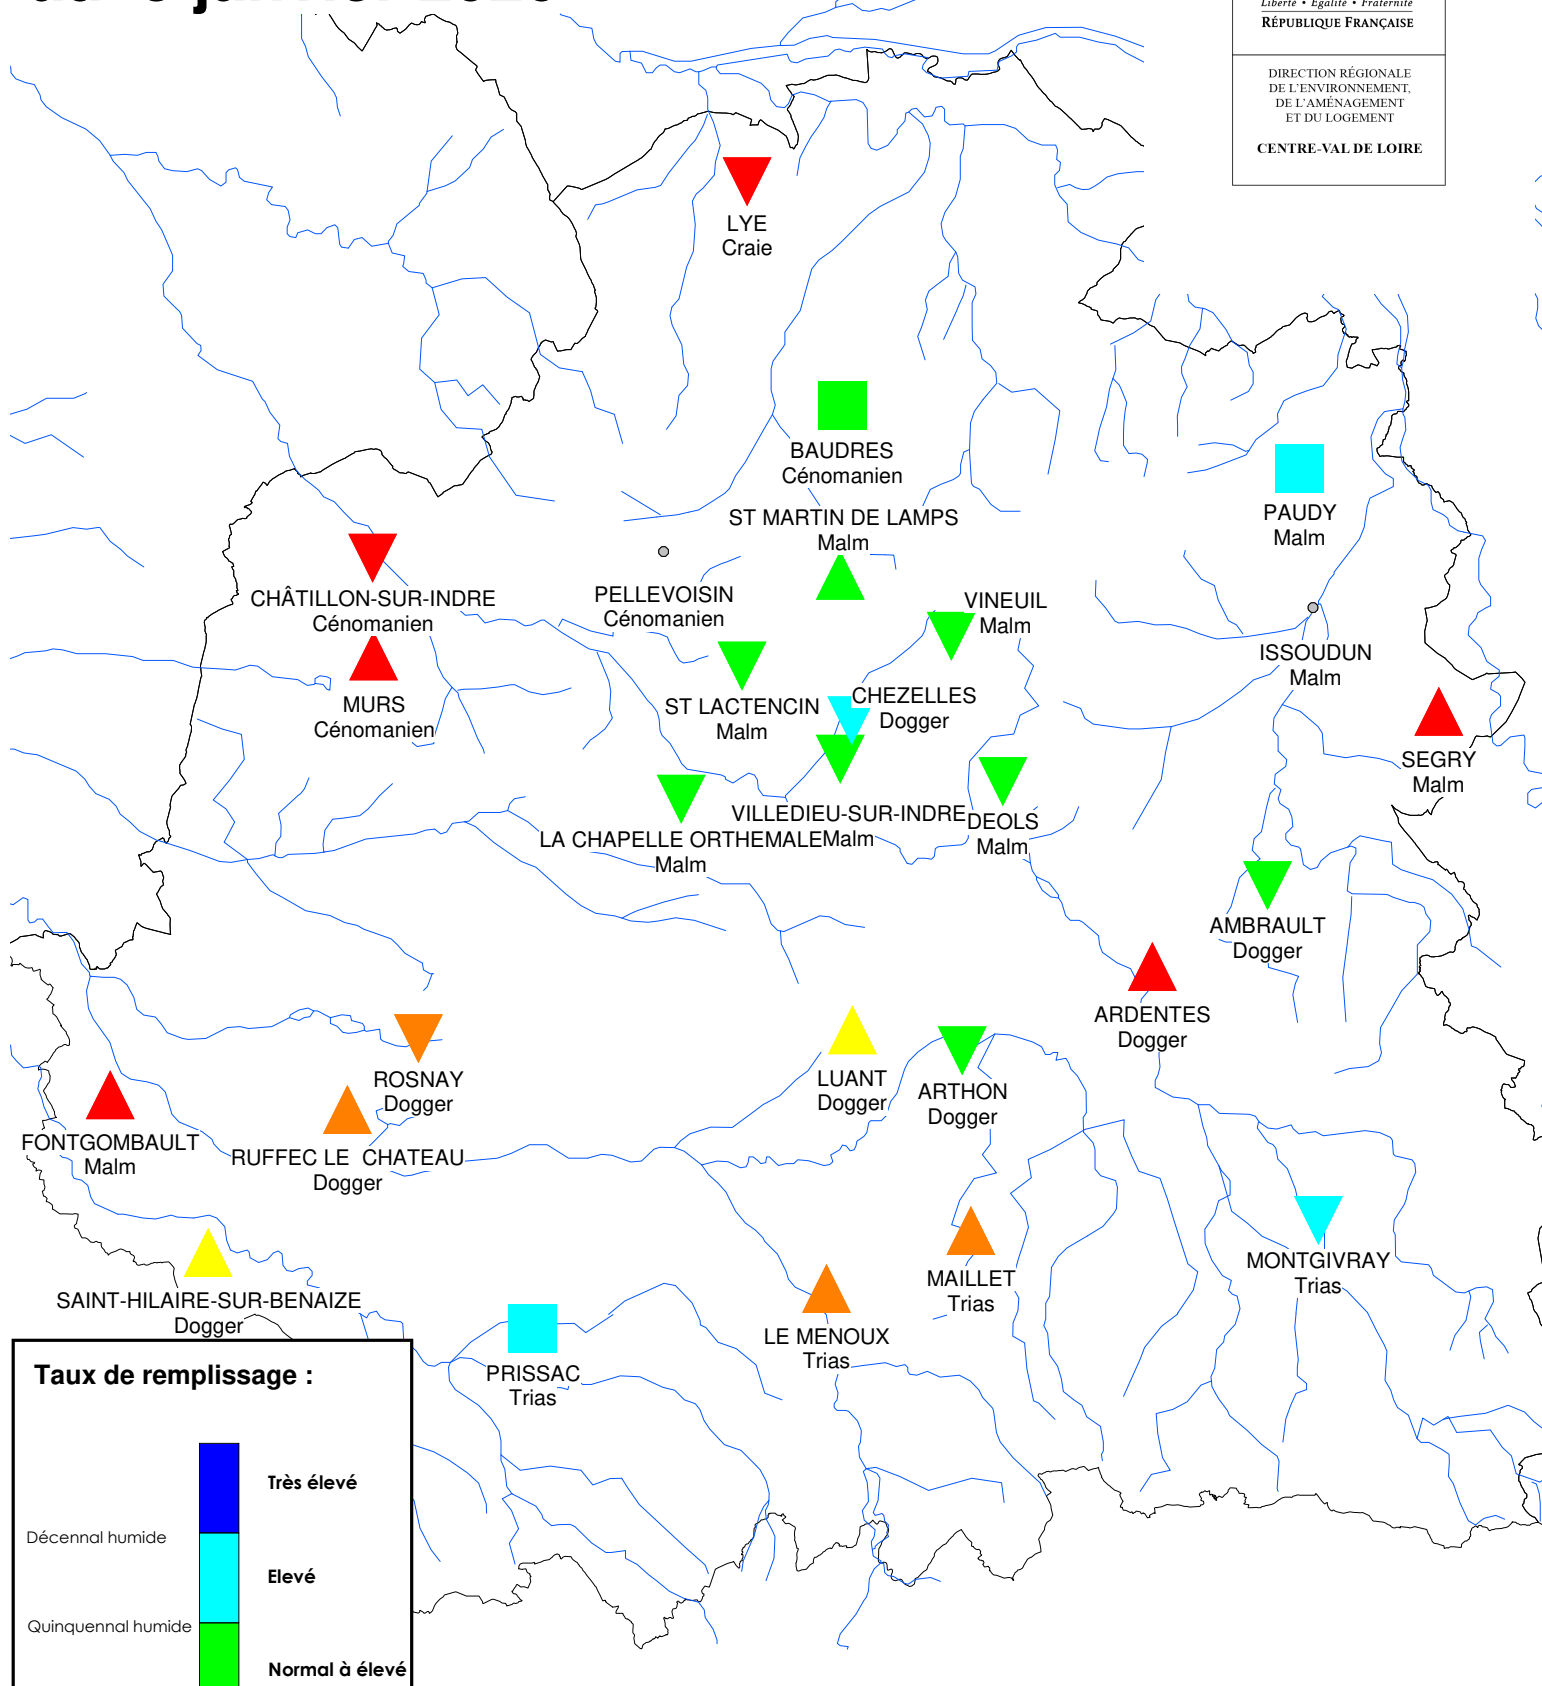 Liberté • Égalité • Fraternité
RÉPUBLIQUE FRANÇAISE
DIRECTION RÉGIONALE
DE L'ENVIRONNEMENT,
DE L'AMÉNAGEMENT
ET DU LOGEMENT
CENTRE-VAL DE LOIRE
LYE
Craie
BAUDRES
Cénomanien
ST MARTIN DE LAMPS
Malm
PAUDY
Malm
CHÂTILLON-SUR-INDRE
Cénomanien
PELLEVOISIN
Cénomanien
VINEUIL
Malm
ISSOUDUN
Malm
MURS
Cénomanien
ST LACTENCIN
Malm
CHEZELLES
Dogger
SEGRY
Malm
VILLEDIEU-SUR-INDRE
Malm
DEOLS
Malm
LA CHAPELLE ORTHEMALE
Malm
AMBRAULT
Dogger
ARDENTES
Dogger
ROSNAY
Dogger
LUANT
Dogger
ARTHON
Dogger
FONTGOMBAULT
Malm
RUFFEC LE CHATEAU
Dogger
MONTGIVRAY
Trias
MAILLET
Trias
SAINT-HILAIRE-SUR-BENAIZE
Dogger
LE MENOUX
Trias
PRISSAC
Trias
Taux de remplissage :
Très élevé
Décennal humide
Elevé
Quinquennal humide
Normal à élevé